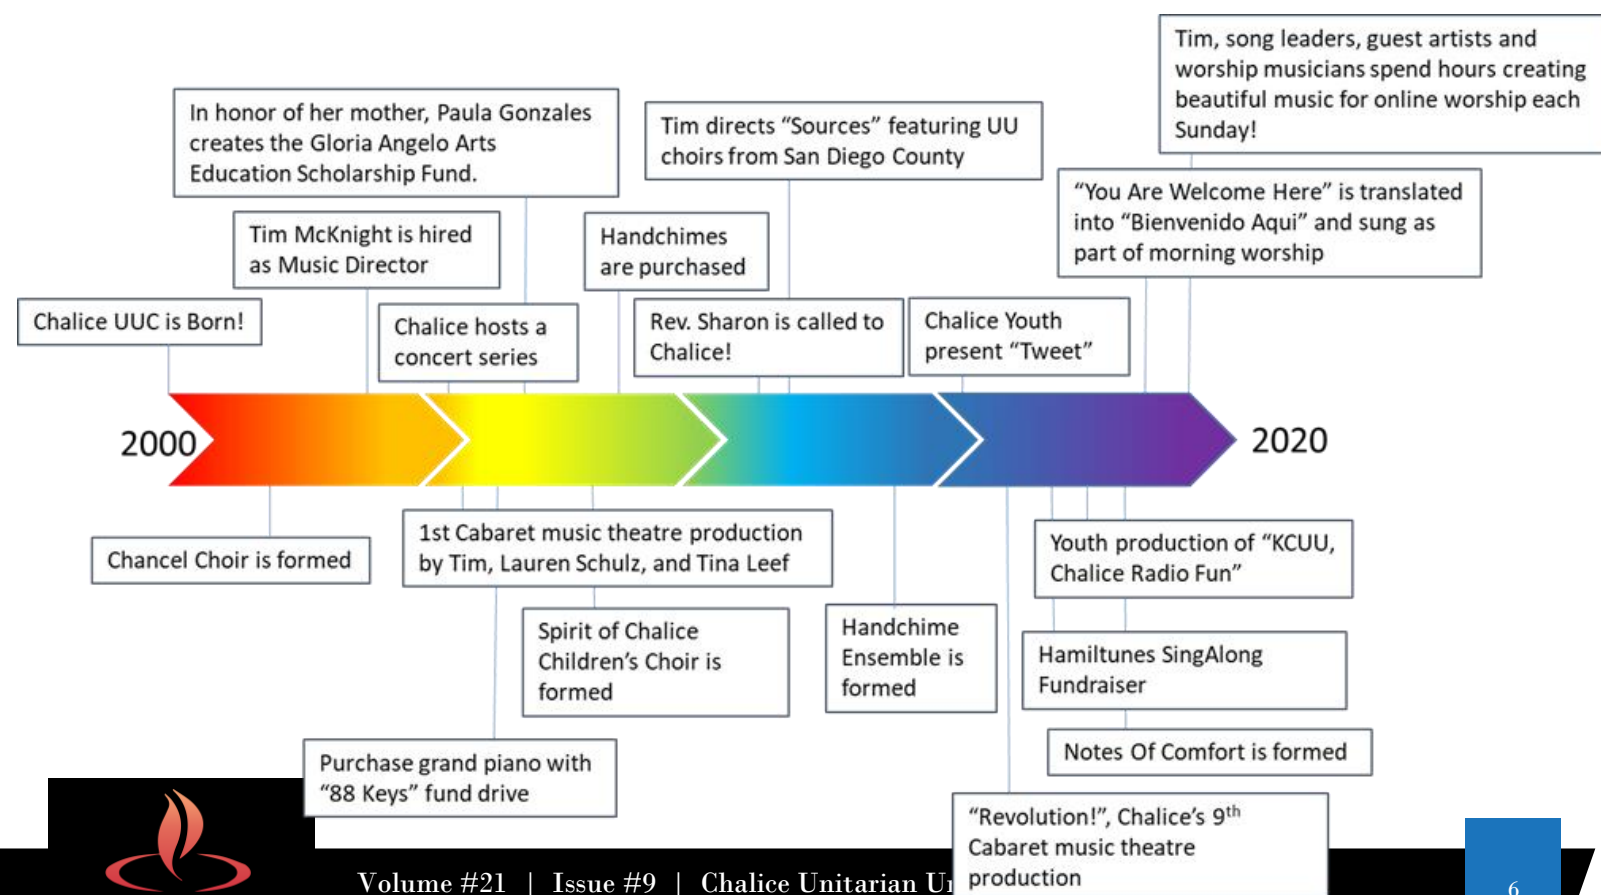 Tim, song leaders, guest artists and
worship musicians spend hours creating
beautiful music for online worship each
Sunday!
In honor of her mother, Paula Gonzales
creates the Gloria Angelo Arts
Education Scholarship Fund.
Tim directs “Sources” featuring UU
choirs from San Diego County
“You Are Welcome Here” is translated
into “Bienvenido Aqui” and sung as
part of morning worship
Tim McKnight is hired
as Music Director
Handchimes
are purchased
Chalice UUC is Born!
Chalice hosts a
concert series
Rev. Sharon is called to
Chalice!
Chalice Youth
present “Tweet”
2000
2020
Chancel Choir is formed
1st Cabaret music theatre production
by Tim, Lauren Schulz, and Tina Leef
Youth production of “KCUU,
Chalice Radio Fun”
Spirit of Chalice
Children’s Choir is
formed
Handchime
Ensemble is
formed
Hamiltunes SingAlong
Fundraiser
Notes Of Comfort is formed
Purchase grand piano with
“88 Keys” fund drive
“Revolution!”, Chalice’s 9th
Cabaret music theatre
production
Volume #21 | Issue #9 | Chalice Unitarian
6